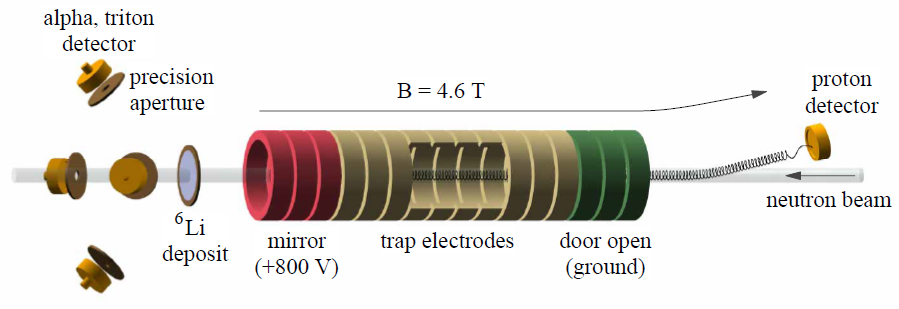 alpha, triton
detector
precision
aperture
B = 4.6 T
proton
detector
neutron beam
6Li
deposit
mirror
(+800 V)
trap electrodes
door open
(ground)